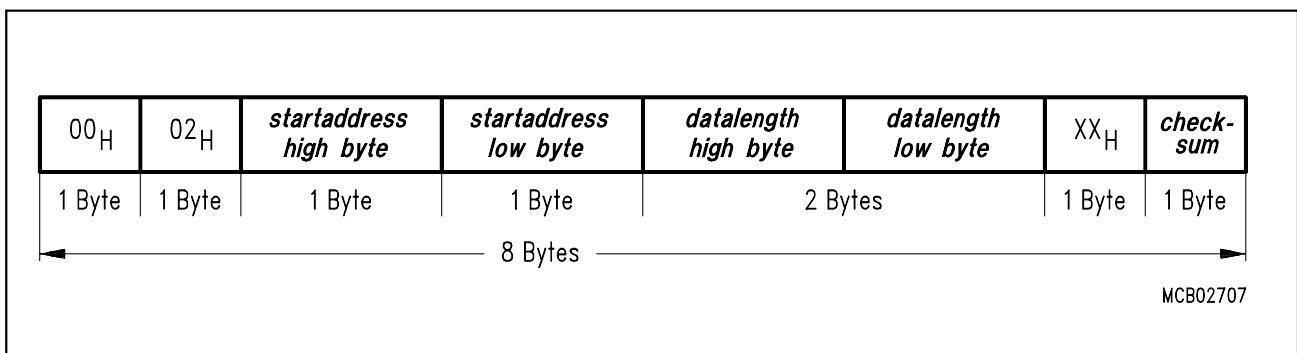 00H 02H startaddress high byte startaddress low byte datalength high byte datalength low byte XXH check-sum
1 Byte 1 Byte 1 Byte 1 Byte 2 Bytes 1 Byte 1 Byte
8 Bytes
MCB02707